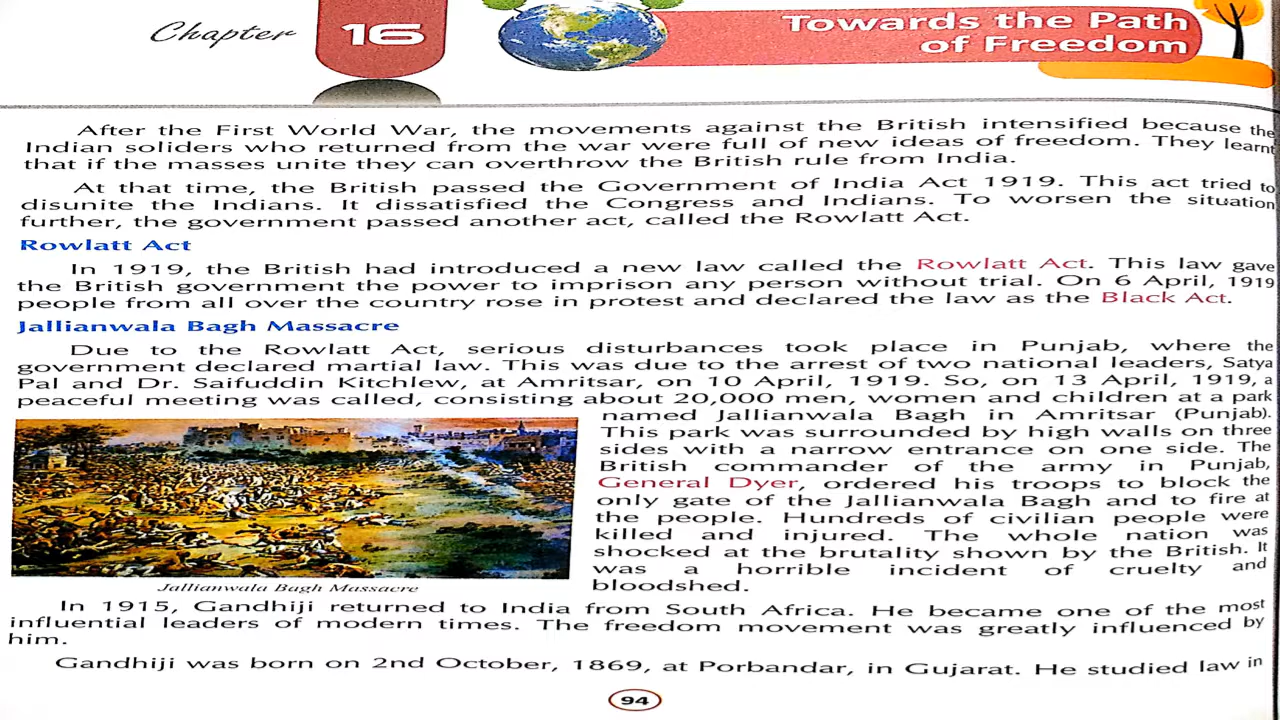 Chapter 16
Towards the Path
of Freedom
After the First World War, the movements against the British intensified because the
Indian soliders who returned from the war were full of new ideas of freedom. They learnt
that if the masses unite they can overthrow the British rule from India.
At that time, the British passed the Government of India Act 1919. This act tried to
disunite the Indians. It dissatisfied the Congress and Indians. To worsen the situation
further, the government passed another act, called the Rowlatt Act.
Rowlatt Act
In 1919, the British had introduced a new law called the Rowlatt Act. This law gave
the British government the power to imprison any person without trial. On 6 April, 1919
people from all over the country rose in protest and declared the law as the Black Act.
Jallianwala Bagh Massacre
Due to the Rowlatt Act, serious disturbances took place in Punjab, where the
government declared martial law. This was due to the arrest of two national leaders, Satya
Pal and Dr. Saifuddin Kitchlew, at Amritsar, on 10 April, 1919. So, on 13 April, 1919, a
peaceful meeting was called, consisting about 20,000 men, women and children at a park
named Jallianwala Bagh in Amritsar (Punjab).
This park was surrounded by high walls on three
sides with a narrow entrance on one side. The
British commander of the army in Punjab,
General Dyer, ordered his troops to block the
only gate of the Jallianwala Bagh and to fire at
the people. Hundreds of civilian people were
killed and injured. The whole nation was
shocked at the brutality shown by the British. It
was a horrible incident of cruelty and
bloodshed.
Jallianwala Bagh Massacre
In 1915, Gandhiji returned to India from South Africa. He became one of the most
influential leaders of modern times. The freedom movement was greatly influenced by
him.
Gandhiji was born on 2nd October, 1869, at Porbandar, in Gujarat. He studied law in
94